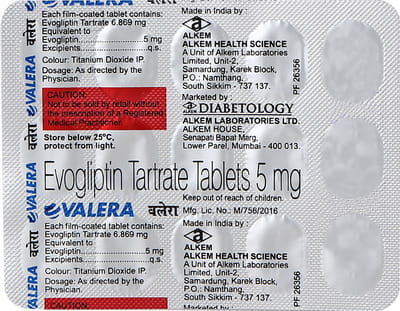 Each film-coated tablet contains:
Evogliptin Tartrate 6.869 mg
Equivalent to
Evogliptin.....................5 mg
Excipients.......................q.s.
Colour: Titanium Dioxide IP.
Dosage: As directed by the
Physician.
CAUTION:
Not to be sold by retail without
the prescription of a Registered
Medical Practitioner.
Store below 25°C,
protect from light.
Made in India by :
ALKEM
ALKEM HEALTH SCIENCE
A Unit of Alkem Laboratories
Limited, Unit-2,
Samardung, Karek Block,
P.O.: Namthang,
South Sikkim - 737 137.
Marketed by :
ALKEM DIABETOLOGY
ALKEM LABORATORIES LTD.
ALKEM HOUSE,
Senapati Bapat Marg,
Lower Parel, Mumbai - 400 013.
PF 26356
VALERA वलेरा
Evogliptin Tartrate Tablets 5 mg
Keep out of reach of children.
VALERA वलेरा Mfg. Lic. No.: M/756/2016
Each film-coated tablet contains:
Evogliptin Tartrate 6.869 mg
Equivalent to
Evogliptin.....................5 mg
Excipients.......................q.s.
Colour: Titanium Dioxide IP.
Dosage: As directed by the
Physician.
CAUTION:
Made in India by :
ALKEM
ALKEM HEALTH SCIENCE
A Unit of Alkem Laboratories
Limited, Unit-2,
Samardung, Karek Block,
P.O.: Namthang,
South Sikkim - 737 137.
Marketed by :
PF 26356
VALERA वलेरा